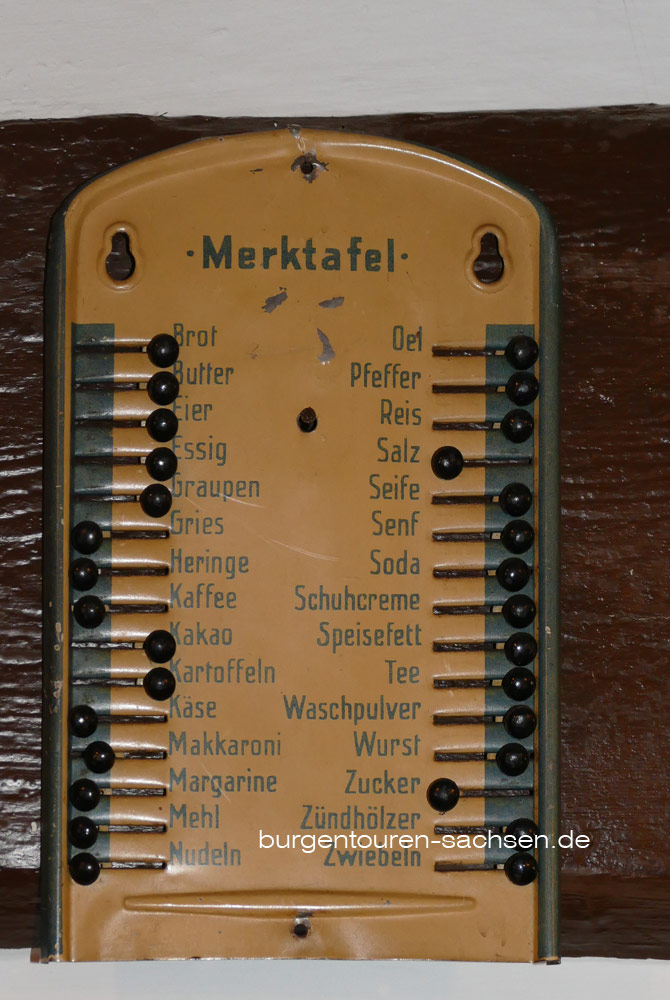 ·Merktafel·
Brot
Butter
Eier
Essig
Graupen
Gries
Heringe
Kaffee
Kakao
Kartoffeln
Käse
Makkaroni
Margarine
Mehl
Nudeln
Oel
Pfeffer
Reis
Salz
Seife
Senf
Soda
Schuhcreme
Speisefett
Tee
Waschpulver
Wurst
Zucker
Zündhölzer
Zwiebeln
burgentouren-sachsen.de